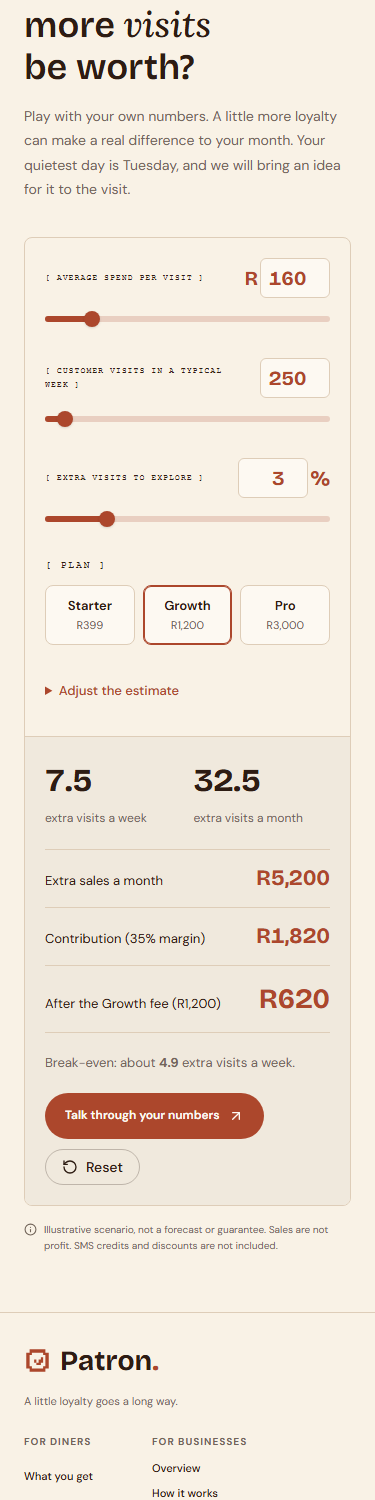 more visits
be worth?
Play with your own numbers. A little more loyalty
can make a real difference to your month. Your
quietest day is Tuesday, and we will bring an idea
for it to the visit.
[ AVERAGE SPEND PER VISIT ] R 160
[ CUSTOMER VISITS IN A TYPICAL
WEEK ] 250
[ EXTRA VISITS TO EXPLORE ] 3 %
[ PLAN ]
Starter Growth Pro
R399 R1,200 R3,000
Adjust the estimate
7.5 32.5
extra visits a week extra visits a month
Extra sales a month R5,200
Contribution (35% margin) R1,820
After the Growth fee (R1,200) R620
Break-even: about 4.9 extra visits a week.
Talk through your numbers
Reset
Illustrative scenario, not a forecast or guarantee. Sales are not
profit. SMS credits and discounts are not included.
Patron.
A little loyalty goes a long way.
FOR DINERS FOR BUSINESSES
What you get Overview
How it works